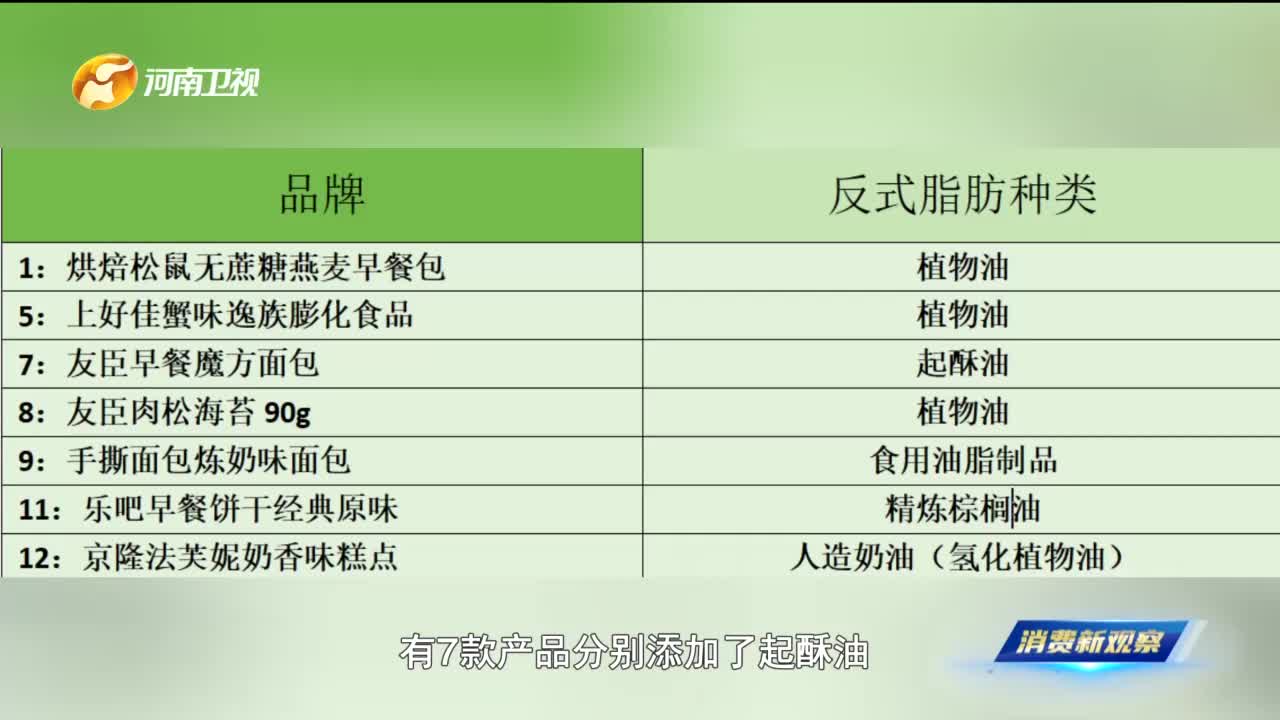 河南卫视
品牌 反式脂肪种类
1：烘焙松鼠无蔗糖燕麦早餐包 植物油
5：上好佳蟹味逸族膨化食品 植物油
7：友臣早餐魔方面包 起酥油
8：友臣肉松海苔 90g 植物油
9：手撕面包炼奶味面包 食用油脂制品
11：乐吧早餐饼干经典原味 精炼棕榈油
12：京隆法芙妮奶香味糕点 人造奶油（氢化植物油）
有7款产品分别添加了起酥油
消费新观察